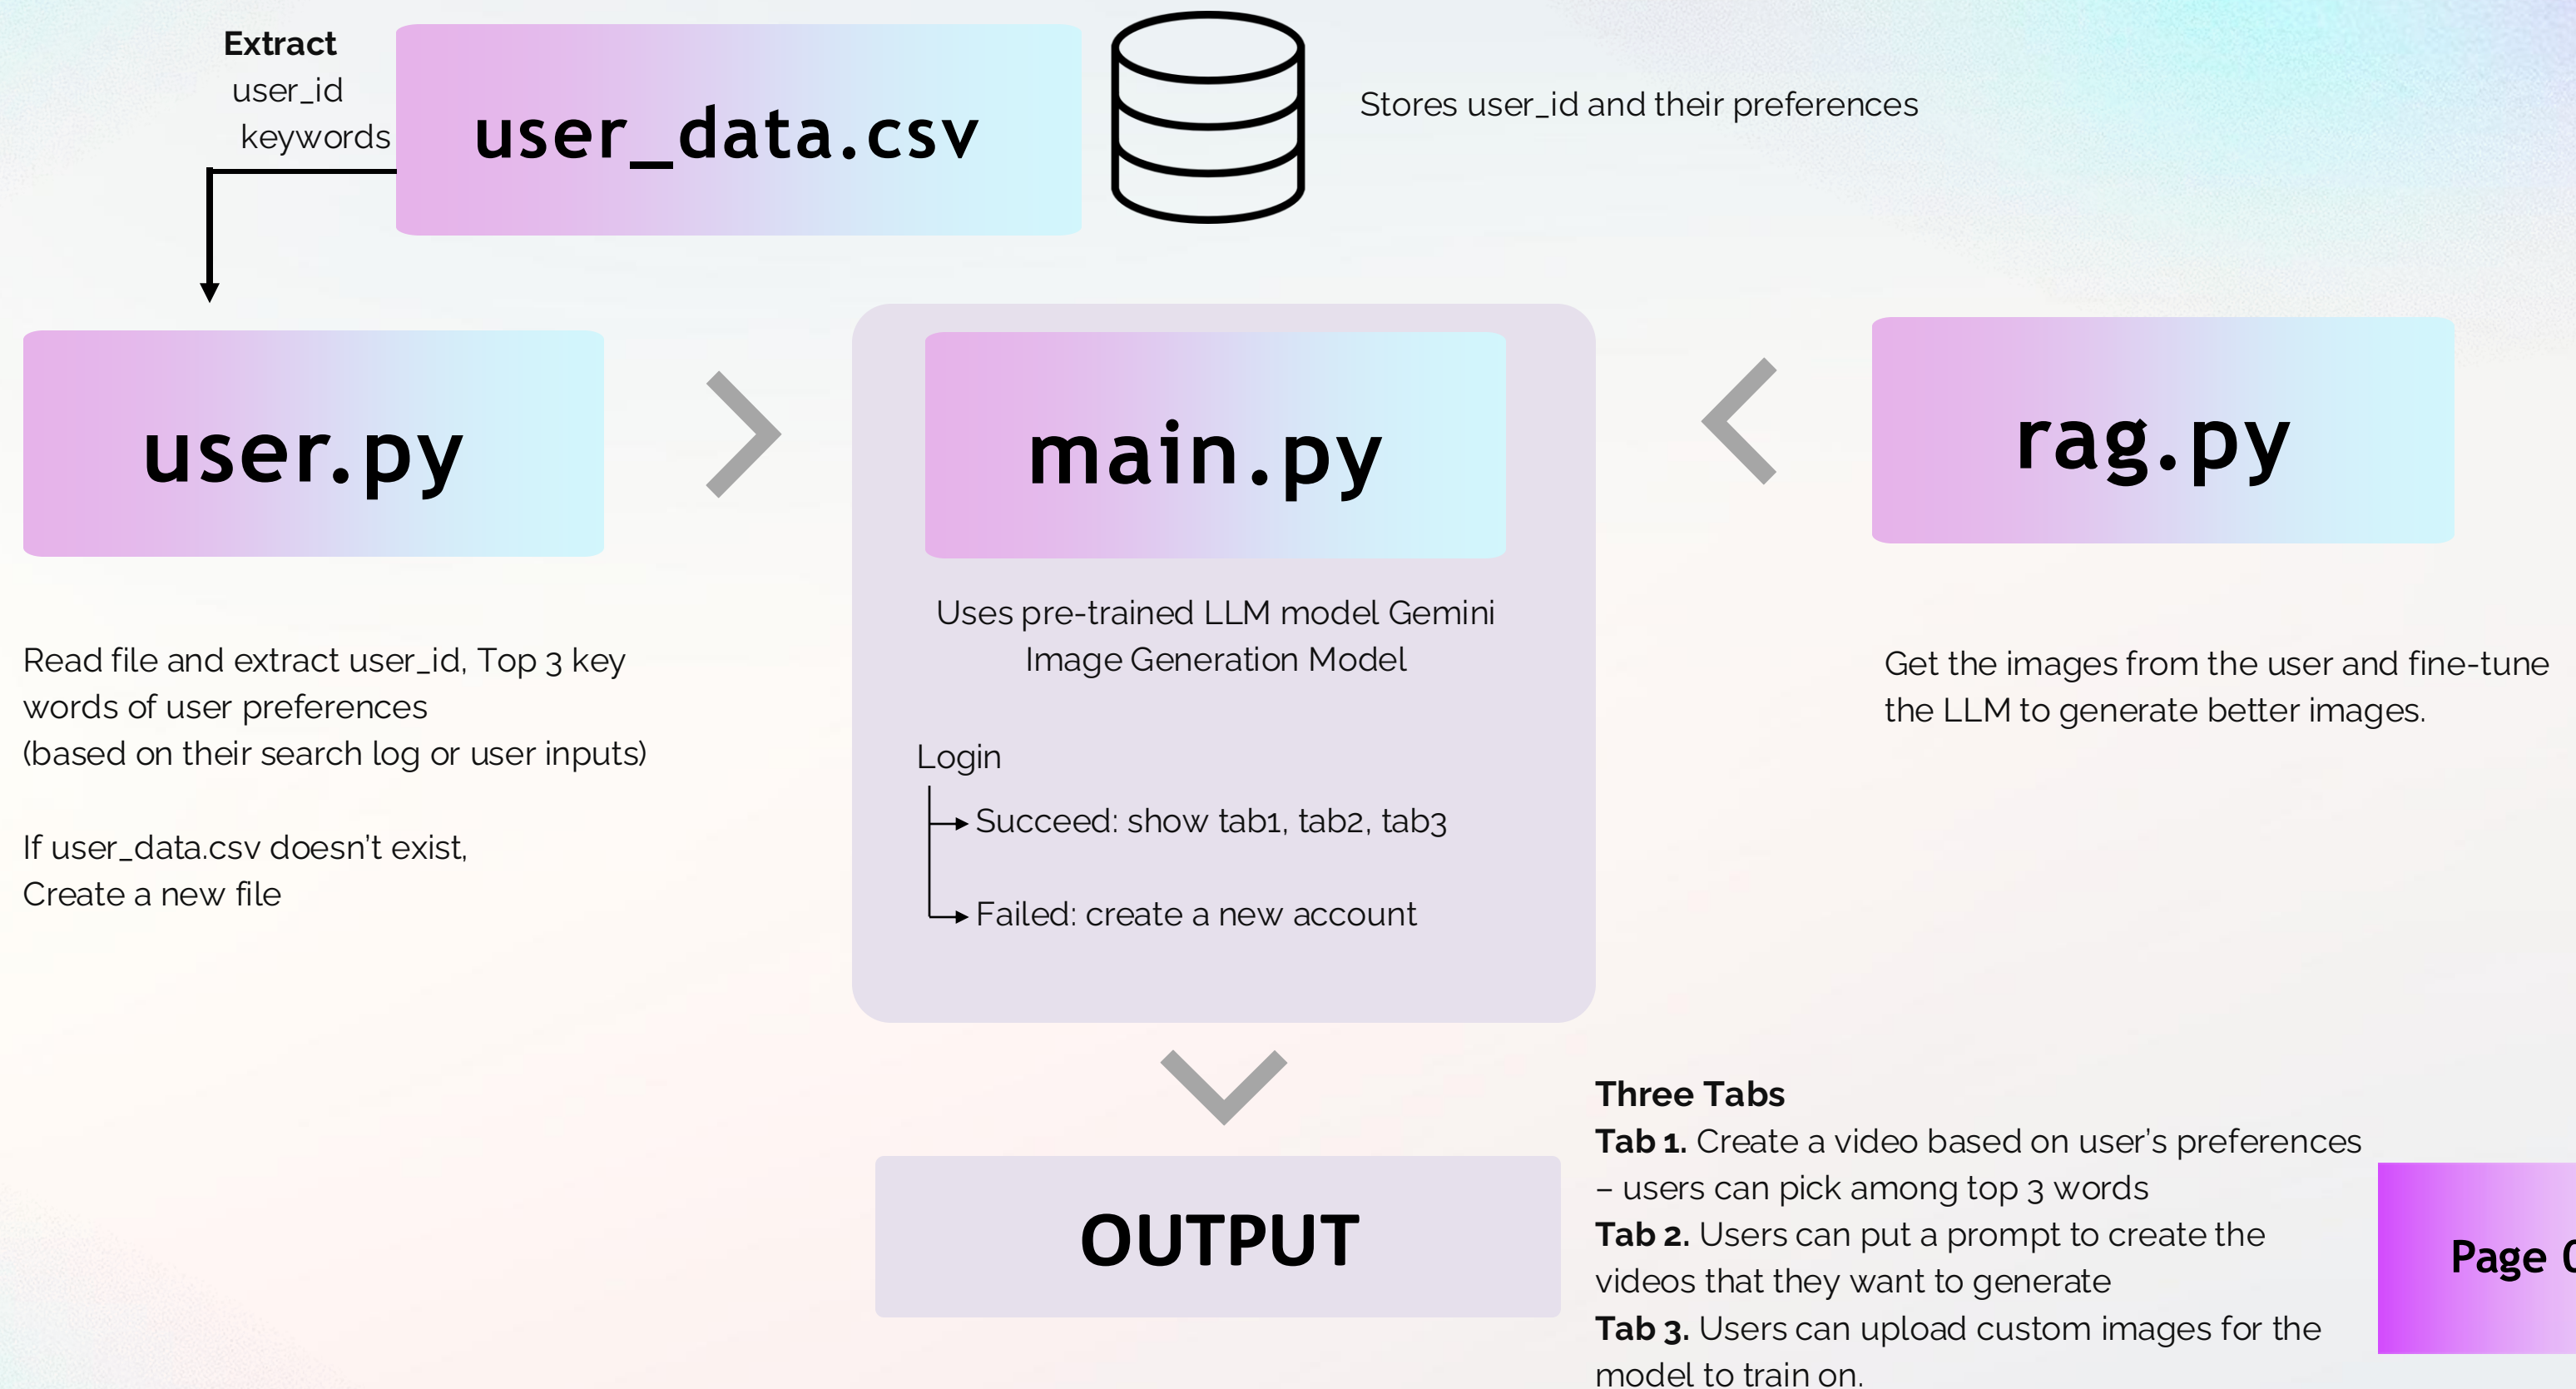 Extract
user_id
keywords
user_data.csv
Stores user_id and their preferences
user.py
main.py
rag.py
Read file and extract user_id, Top 3 key
words of user preferences
(based on their search log or user inputs)
If user_data.csv doesn’t exist,
Create a new file
Uses pre-trained LLM model Gemini
Image Generation Model
Login
Succeed: show tab1, tab2, tab3
Failed: create a new account
Get the images from the user and fine-tune
the LLM to generate better images.
OUTPUT
Three Tabs
Tab 1. Create a video based on user’s preferences
– users can pick among top 3 words
Tab 2. Users can put a prompt to create the
videos that they want to generate
Tab 3. Users can upload custom images for the
model to train on.
Page